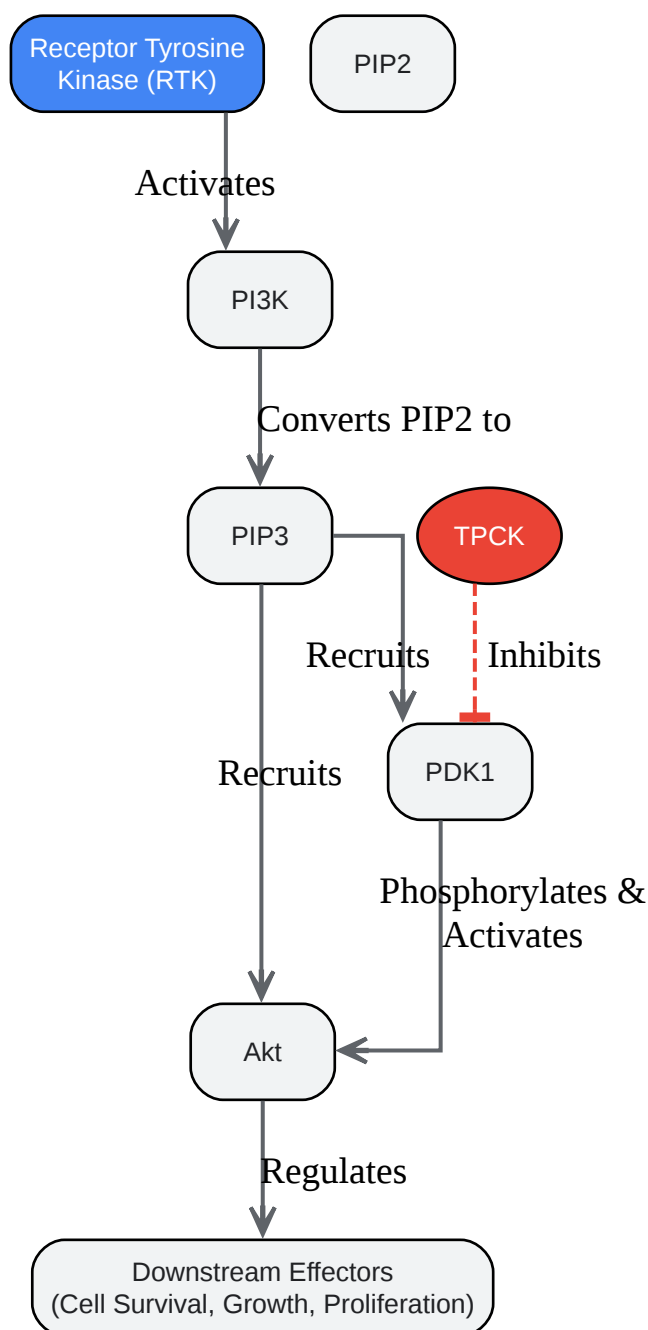 Receptor Tyrosine
Kinase (RTK)
PIP2
Activates
PI3K
Converts PIP2 to
PIP3
TPCK
Recruits
Inhibits
Recruits
PDK1
Phosphorylates &
Activates
Akt
Regulates
Downstream Effectors
(Cell Survival, Growth, Proliferation)